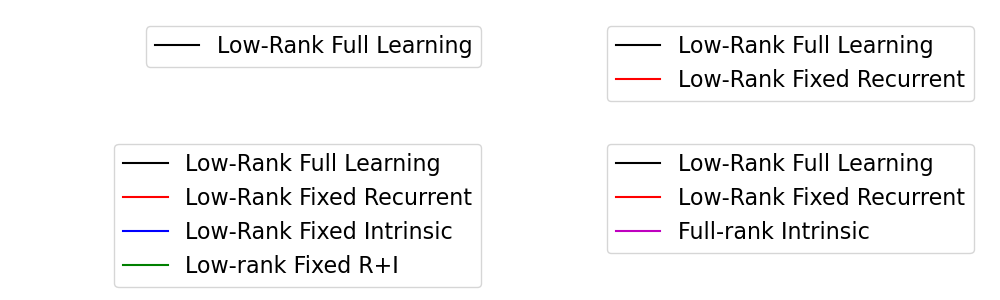 Low-Rank Full Learning
Low-Rank Full Learning
Low-Rank Fixed Recurrent
Low-Rank Full Learning
Low-Rank Fixed Recurrent
Low-Rank Fixed Intrinsic
Low-rank Fixed R+I
Low-Rank Full Learning
Low-Rank Fixed Recurrent
Full-rank Intrinsic